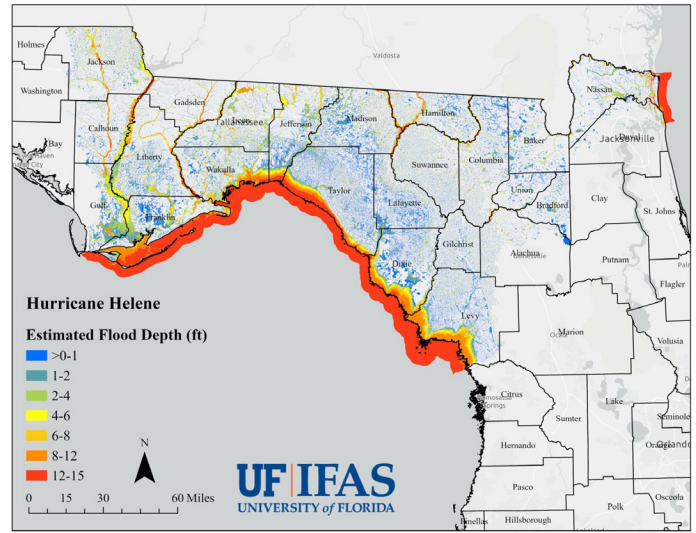 Valdosta
Holmes
Jackson
Washington
Gadsden
Leon
Tallahassee
Jefferson
Madison
Hamilton
Nassau
Calhoun
Bay
Liberty
Wakulla
Suwannee
Columbia
Baker
Duval
Jacksonville
Gulf
Franklin
Taylor
Lafayette
Union
Bradford
Clay
St. Johns
Gilchrist
Alachua
Dixie
Putnam
Flagler
Levy
Marion
Volusia
Citrus
Springs
Lake
Sumter
Seminole
Hernando
Orange
Orlando
Pasco
Osceola
Polk
Pinellas
Hillsborough
Hurricane Helene
Estimated Flood Depth (ft)
>0-1
1-2
2-4
4-6
6-8
8-12
12-15
N
0 15 30 60 Miles
UF IFAS
UNIVERSITY of FLORIDA